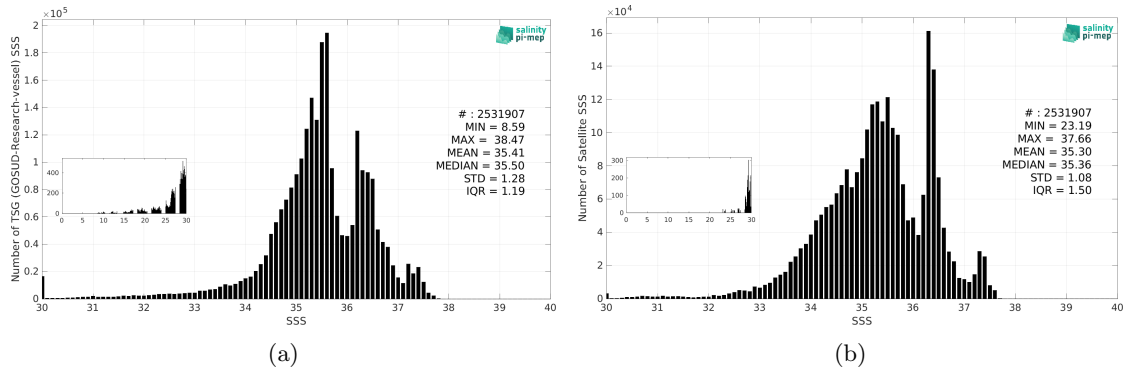 ×10⁵
2
1.8
1.6
1.4
1.2
1
0.8
0.6
0.4
0.2
0
Number of TSG (GOSUD-Research-vessel) SSS
salinity
pi-mep
# : 2531907
MIN = 8.59
MAX = 38.47
MEAN = 35.41
MEDIAN = 35.50
STD = 1.28
IQR = 1.19
400
200
0
0 5 10 15 20 25 30
30 31 32 33 34 35 36 37 38 39 40
SSS
(a)
×10⁴
16
14
12
10
8
6
4
2
0
Number of Satellite SSS
salinity
pi-mep
# : 2531907
MIN = 23.19
MAX = 37.66
MEAN = 35.30
MEDIAN = 35.36
STD = 1.08
IQR = 1.50
300
200
100
0
0 5 10 15 20 25 30
30 31 32 33 34 35 36 37 38 39 40
SSS
(b)